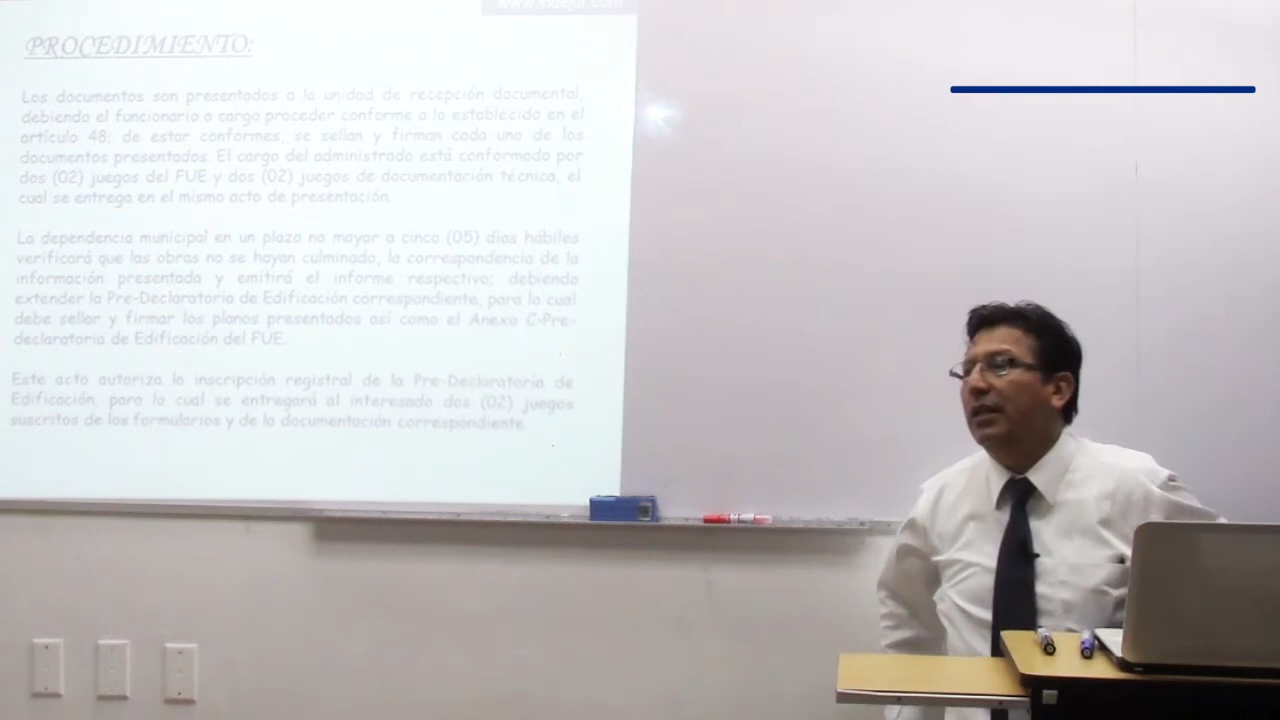 PROCEDIMIENTO:
Los documentos son presentados a la unidad de recepción documental,
debiendo el funcionario a cargo proceder conforme a lo establecido en el
artículo 48; de estar conformes, se sellan y firman cada uno de los
documentos presentados. El cargo del administrado está conformado por
dos (02) juegos del FUE y dos (02) juegos de documentación técnica, el
cual se entrega en el mismo acto de presentación.
La dependencia municipal en un plazo no mayor a cinco (05) días hábiles
verificará que las obras no se hayan culminado, la correspondencia de la
información presentada y emitirá el informe respectivo; debiendo
extender la Pre-Declaratoria de Edificación correspondiente, para lo cual
debe sellar y firmar los planos presentados así como el Anexo C-Pre-
declaratoria de Edificación del FUE.
Este acto autoriza la inscripción registral de la Pre-Declaratoria de
Edificación, para lo cual se entregará al interesado dos (02) juegos
suscritos de los formularios y de la documentación correspondiente.